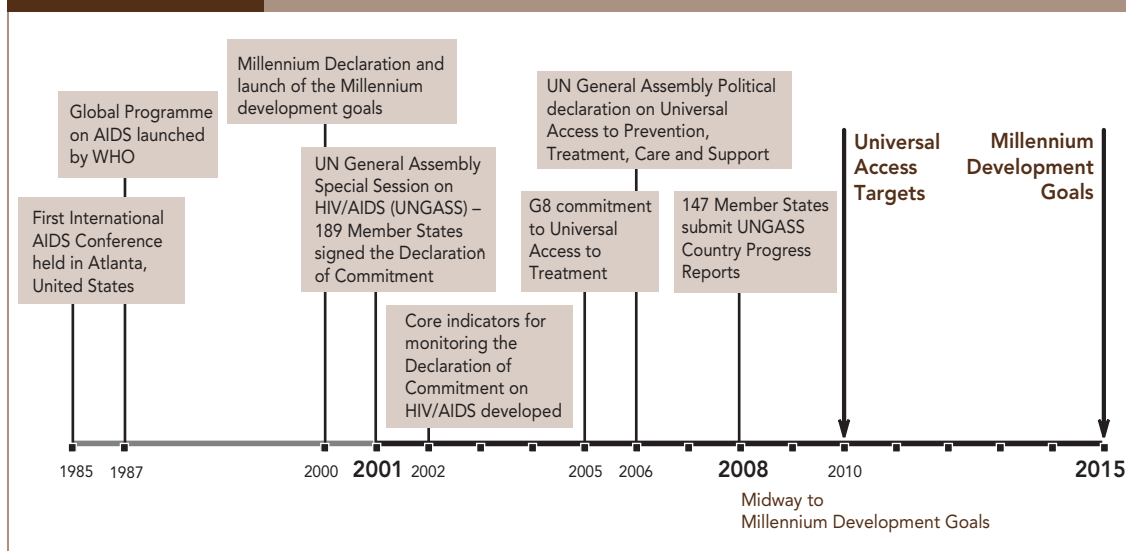 Millennium Declaration and
launch of the Millennium
development goals
Global Programme
on AIDS launched
by WHO
First International
AIDS Conference
held in Atlanta,
United States
UN General Assembly
Special Session on
HIV/AIDS (UNGASS) –
189 Member States
signed the Declaration
of Commitment
Core indicators for
monitoring the
Declaration of
Commitment on
HIV/AIDS developed
UN General Assembly Political
declaration on Universal
Access to Prevention,
Treatment, Care and Support
G8 commitment
to Universal
Access to
Treatment
147 Member States
submit UNGASS
Country Progress
Reports
Universal
Access
Targets
Millennium
Development
Goals
1985 1987 2000 2001 2002 2005 2006 2008 2010 2015
Midway to
Millennium Development Goals